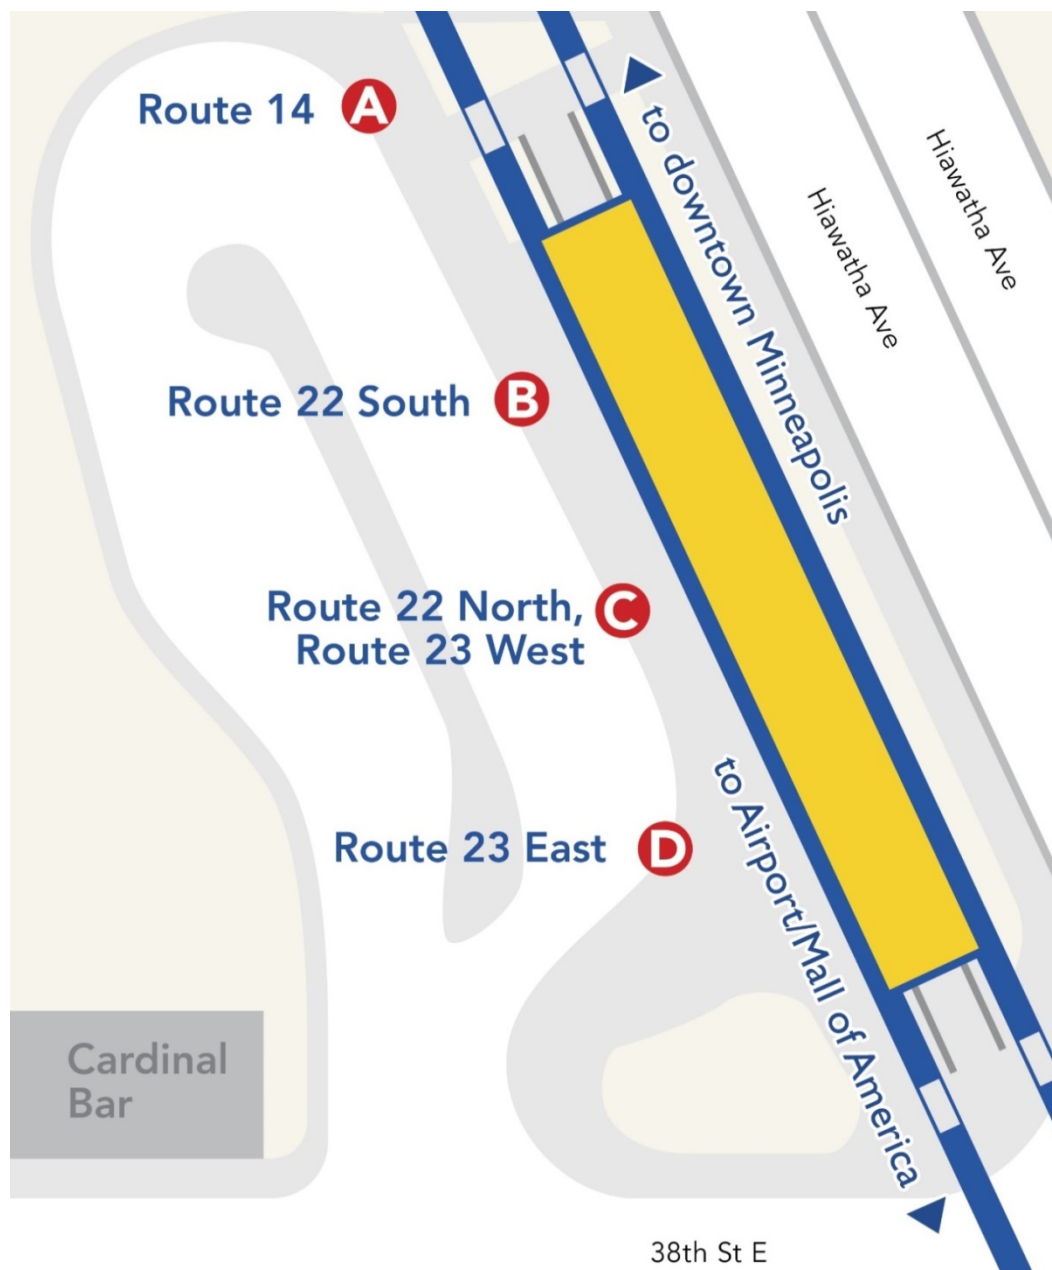 Route 14
A
to downtown Minneapolis
Hiawatha Ave
Hiawatha Ave
Route 22 South
B
Route 22 North,
Route 23 West
C
to Airport/Mall of America
Route 23 East
D
Cardinal
Bar
38th St E